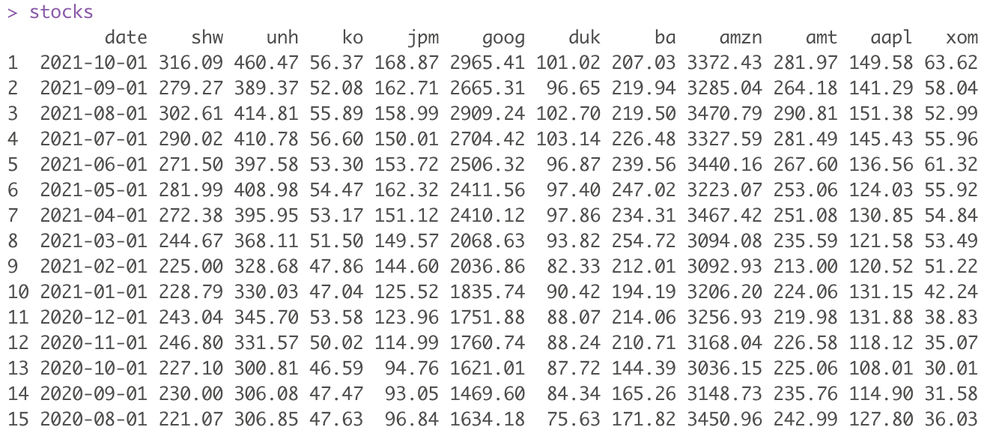 > stocks
date shw unh ko jpm goog duk ba amzn amt aapl xom
1 2021-10-01 316.09 460.47 56.37 168.87 2965.41 101.02 207.03 3372.43 281.97 149.58 63.62
2 2021-09-01 279.27 389.37 52.08 162.71 2665.31 96.65 219.94 3285.04 264.18 141.29 58.04
3 2021-08-01 302.61 414.81 55.89 158.99 2909.24 102.70 219.50 3470.79 290.81 151.38 52.99
4 2021-07-01 290.02 410.78 56.60 150.01 2704.42 103.14 226.48 3327.59 281.49 145.43 55.96
5 2021-06-01 271.50 397.58 53.30 153.72 2506.32 96.87 239.56 3440.16 267.60 136.56 61.32
6 2021-05-01 281.99 408.98 54.47 162.32 2411.56 97.40 247.02 3223.07 253.06 124.03 55.92
7 2021-04-01 272.38 395.95 53.17 151.12 2410.12 97.86 234.31 3467.42 251.08 130.85 54.84
8 2021-03-01 244.67 368.11 51.50 149.57 2068.63 93.82 254.72 3094.08 235.59 121.58 53.49
9 2021-02-01 225.00 328.68 47.86 144.60 2036.86 82.33 212.01 3092.93 213.00 120.52 51.22
10 2021-01-01 228.79 330.03 47.04 125.52 1835.74 90.42 194.19 3206.20 224.06 131.15 42.24
11 2020-12-01 243.04 345.70 53.58 123.96 1751.88 88.07 214.06 3256.93 219.98 131.88 38.83
12 2020-11-01 246.80 331.57 50.02 114.99 1760.74 88.24 210.71 3168.04 226.58 118.12 35.07
13 2020-10-01 227.10 300.81 46.59 94.76 1621.01 87.72 144.39 3036.15 225.06 108.01 30.01
14 2020-09-01 230.00 306.08 47.47 93.05 1469.60 84.34 165.26 3148.73 235.76 114.90 31.58
15 2020-08-01 221.07 306.85 47.63 96.84 1634.18 75.63 171.82 3450.96 242.99 127.80 36.03